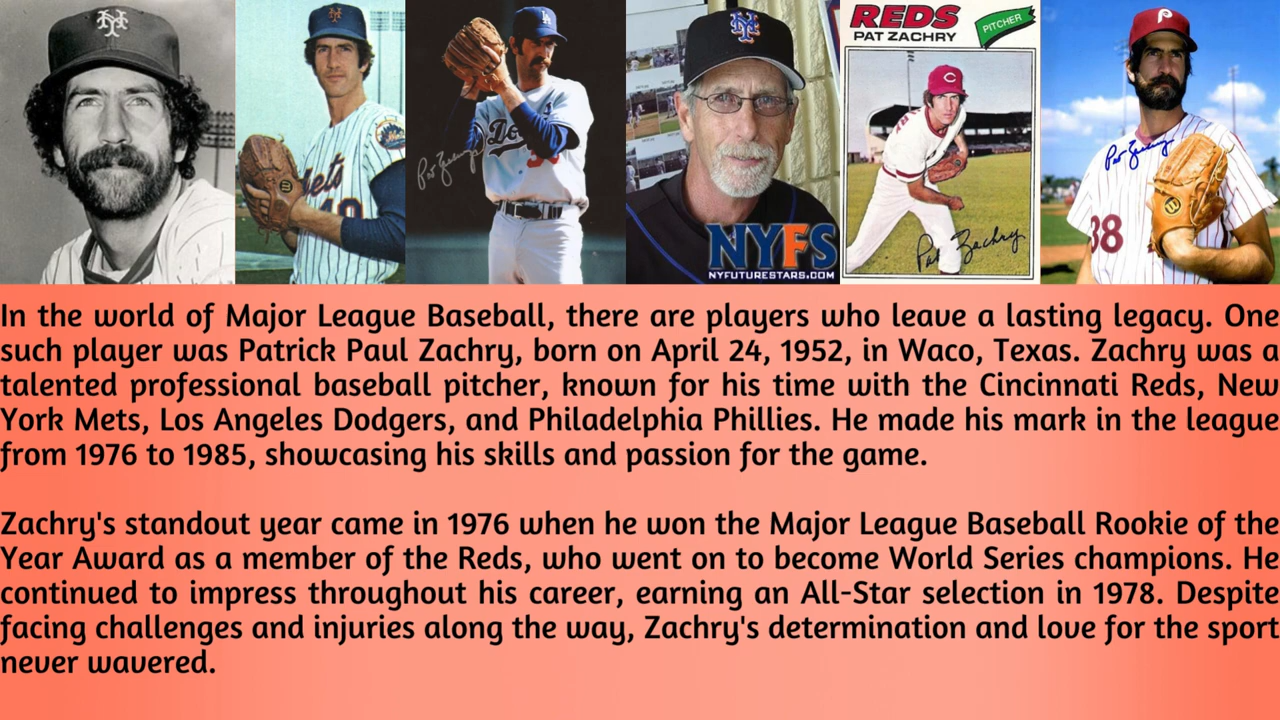 REDS
PAT ZACHRY
PITCHER
Mets
40
Do
Pat Zachry
NYFS
NYFUTURESTARS.COM
C
Pat Zachry
P
Pat Zachry
38
In the world of Major League Baseball, there are players who leave a lasting legacy. One
such player was Patrick Paul Zachry, born on April 24, 1952, in Waco, Texas. Zachry was a
talented professional baseball pitcher, known for his time with the Cincinnati Reds, New
York Mets, Los Angeles Dodgers, and Philadelphia Phillies. He made his mark in the league
from 1976 to 1985, showcasing his skills and passion for the game.
Zachry's standout year came in 1976 when he won the Major League Baseball Rookie of the
Year Award as a member of the Reds, who went on to become World Series champions. He
continued to impress throughout his career, earning an All-Star selection in 1978. Despite
facing challenges and injuries along the way, Zachry's determination and love for the sport
never wavered.